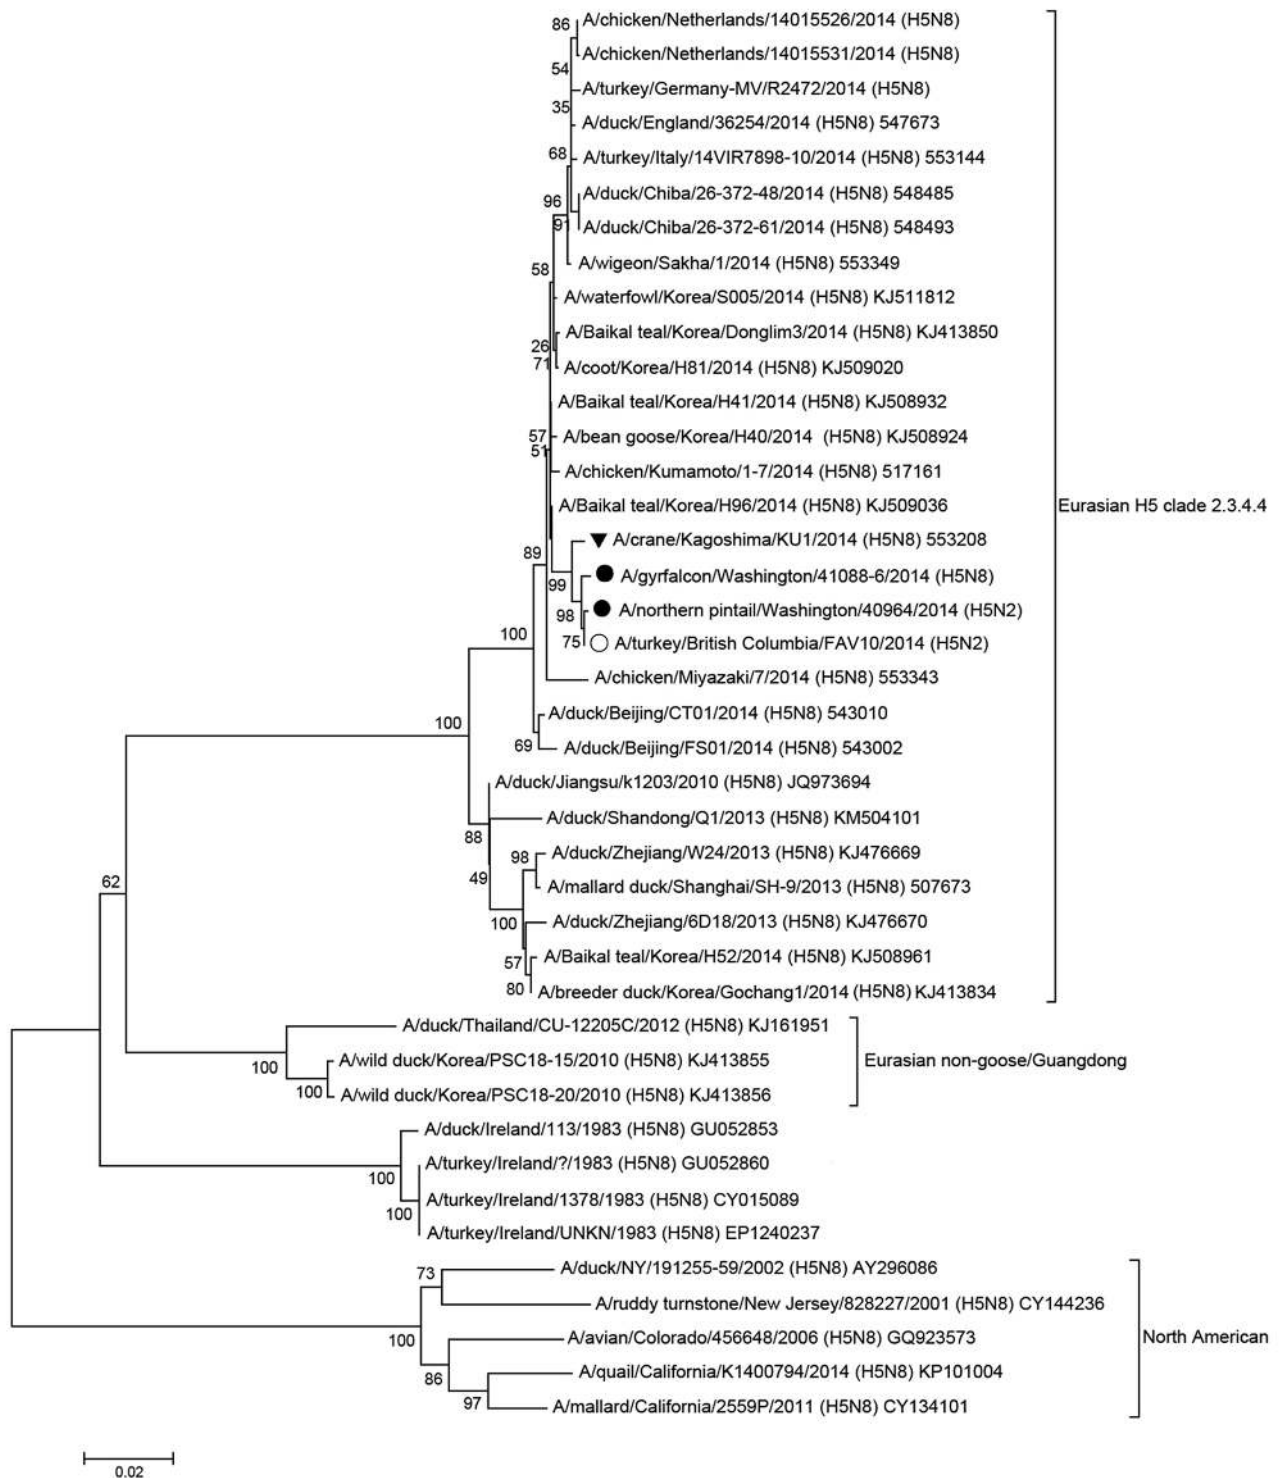 86
A/chicken/Netherlands/14015526/2014 (H5N8)
A/chicken/Netherlands/14015531/2014 (H5N8)
54
A/turkey/Germany-MV/R2472/2014 (H5N8)
35
A/duck/England/36254/2014 (H5N8) 547673
68
A/turkey/Italy/14VIR7898-10/2014 (H5N8) 553144
A/duck/Chiba/26-372-48/2014 (H5N8) 548485
96
91
A/duck/Chiba/26-372-61/2014 (H5N8) 548493
A/wigeon/Sakha/1/2014 (H5N8) 553349
58
A/waterfowl/Korea/S005/2014 (H5N8) KJ511812
A/Baikal teal/Korea/Donglim3/2014 (H5N8) KJ413850
26
71
A/coot/Korea/H81/2014 (H5N8) KJ509020
A/Baikal teal/Korea/H41/2014 (H5N8) KJ508932
57
A/bean goose/Korea/H40/2014 (H5N8) KJ508924
51
A/chicken/Kumamoto/1-7/2014 (H5N8) 517161
A/Baikal teal/Korea/H96/2014 (H5N8) KJ509036
Eurasian H5 clade 2.3.4.4
A/crane/Kagoshima/KU1/2014 (H5N8) 553208
89
A/gyrfalcon/Washington/41088-6/2014 (H5N8)
99
A/northern pintail/Washington/40964/2014 (H5N2)
98
100
75
A/turkey/British Columbia/FAV10/2014 (H5N2)
A/chicken/Miyazaki/7/2014 (H5N8) 553343
A/duck/Beijing/CT01/2014 (H5N8) 543010
100
69
A/duck/Beijing/FS01/2014 (H5N8) 543002
A/duck/Jiangsu/k1203/2010 (H5N8) JQ973694
A/duck/Shandong/Q1/2013 (H5N8) KM504101
88
98
A/duck/Zhejiang/W24/2013 (H5N8) KJ476669
49
A/mallard duck/Shanghai/SH-9/2013 (H5N8) 507673
62
100
A/duck/Zhejiang/6D18/2013 (H5N8) KJ476670
A/Baikal teal/Korea/H52/2014 (H5N8) KJ508961
57
80
A/breeder duck/Korea/Gochang1/2014 (H5N8) KJ413834
A/duck/Thailand/CU-12205C/2012 (H5N8) KJ161951
100
A/wild duck/Korea/PSC18-15/2010 (H5N8) KJ413855
Eurasian non-goose/Guangdong
100
A/wild duck/Korea/PSC18-20/2010 (H5N8) KJ413856
A/duck/Ireland/113/1983 (H5N8) GU052853
A/turkey/Ireland/?/1983 (H5N8) GU052860
100
A/turkey/Ireland/1378/1983 (H5N8) CY015089
100
A/turkey/Ireland/UNKN/1983 (H5N8) EP1240237
73
A/duck/NY/191255-59/2002 (H5N8) AY296086
A/ruddy turnstone/New Jersey/828227/2001 (H5N8) CY144236
100
A/avian/Colorado/456648/2006 (H5N8) GQ923573
North American
86
A/quail/California/K1400794/2014 (H5N8) KP101004
97
A/mallard/California/2559P/2011 (H5N8) CY134101
0.02